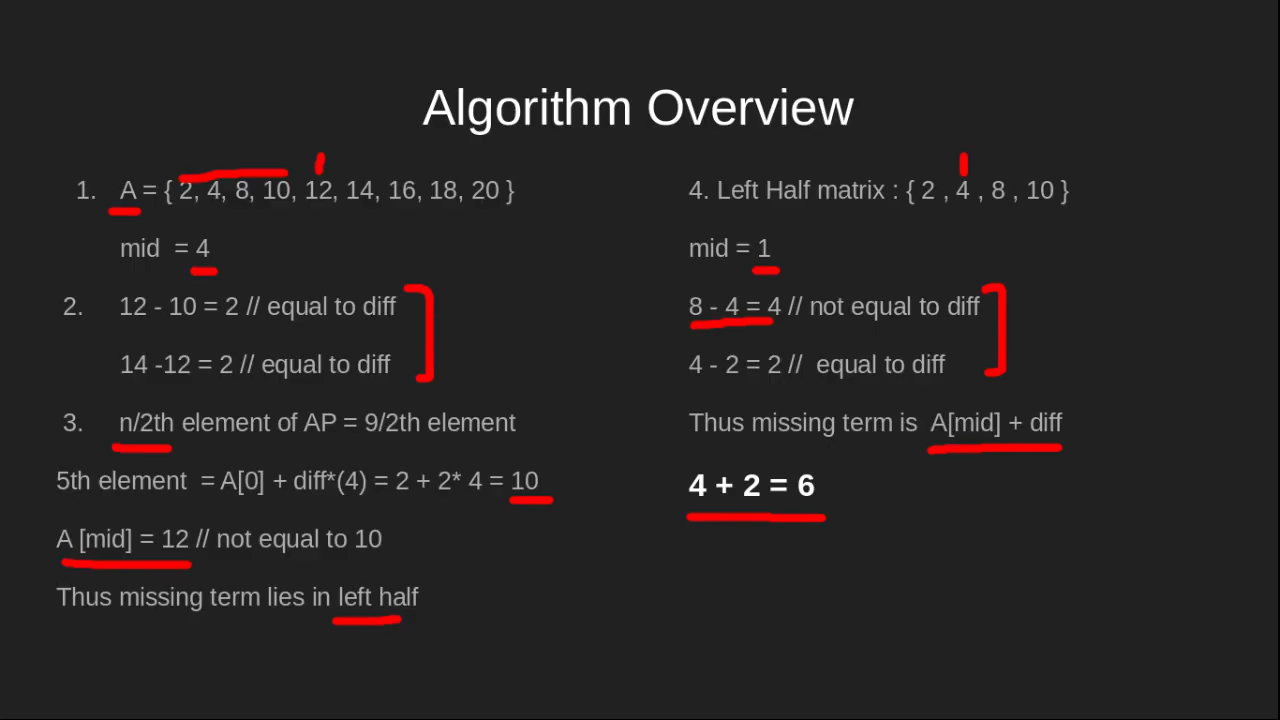 Algorithm Overview
1. A = { 2, 4, 8, 10, 12, 14, 16, 18, 20 }
mid = 4
2. 12 - 10 = 2 // equal to diff
14 -12 = 2 // equal to diff
3. n/2th element of AP = 9/2th element
5th element = A[0] + diff*(4) = 2 + 2* 4 = 10
A [mid] = 12 // not equal to 10
Thus missing term lies in left half
4. Left Half matrix : { 2 , 4 , 8 , 10 }
mid = 1
8 - 4 = 4 // not equal to diff
4 - 2 = 2 // equal to diff
Thus missing term is A[mid] + diff
4 + 2 = 6